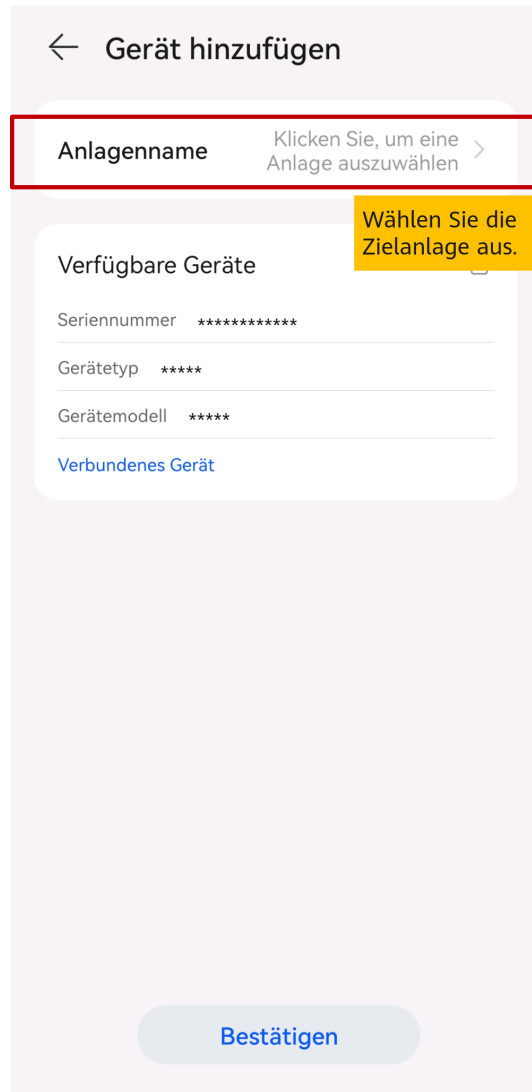 Gerät hinzufügen
Anlagenname
Klicken Sie, um eine
Anlage auszuwählen
Wählen Sie die
Zielanlage aus.
Verfügbare Geräte
Seriennummer ************
Gerätetyp *****
Gerätemodell *****
Verbundenes Gerät
Bestätigen